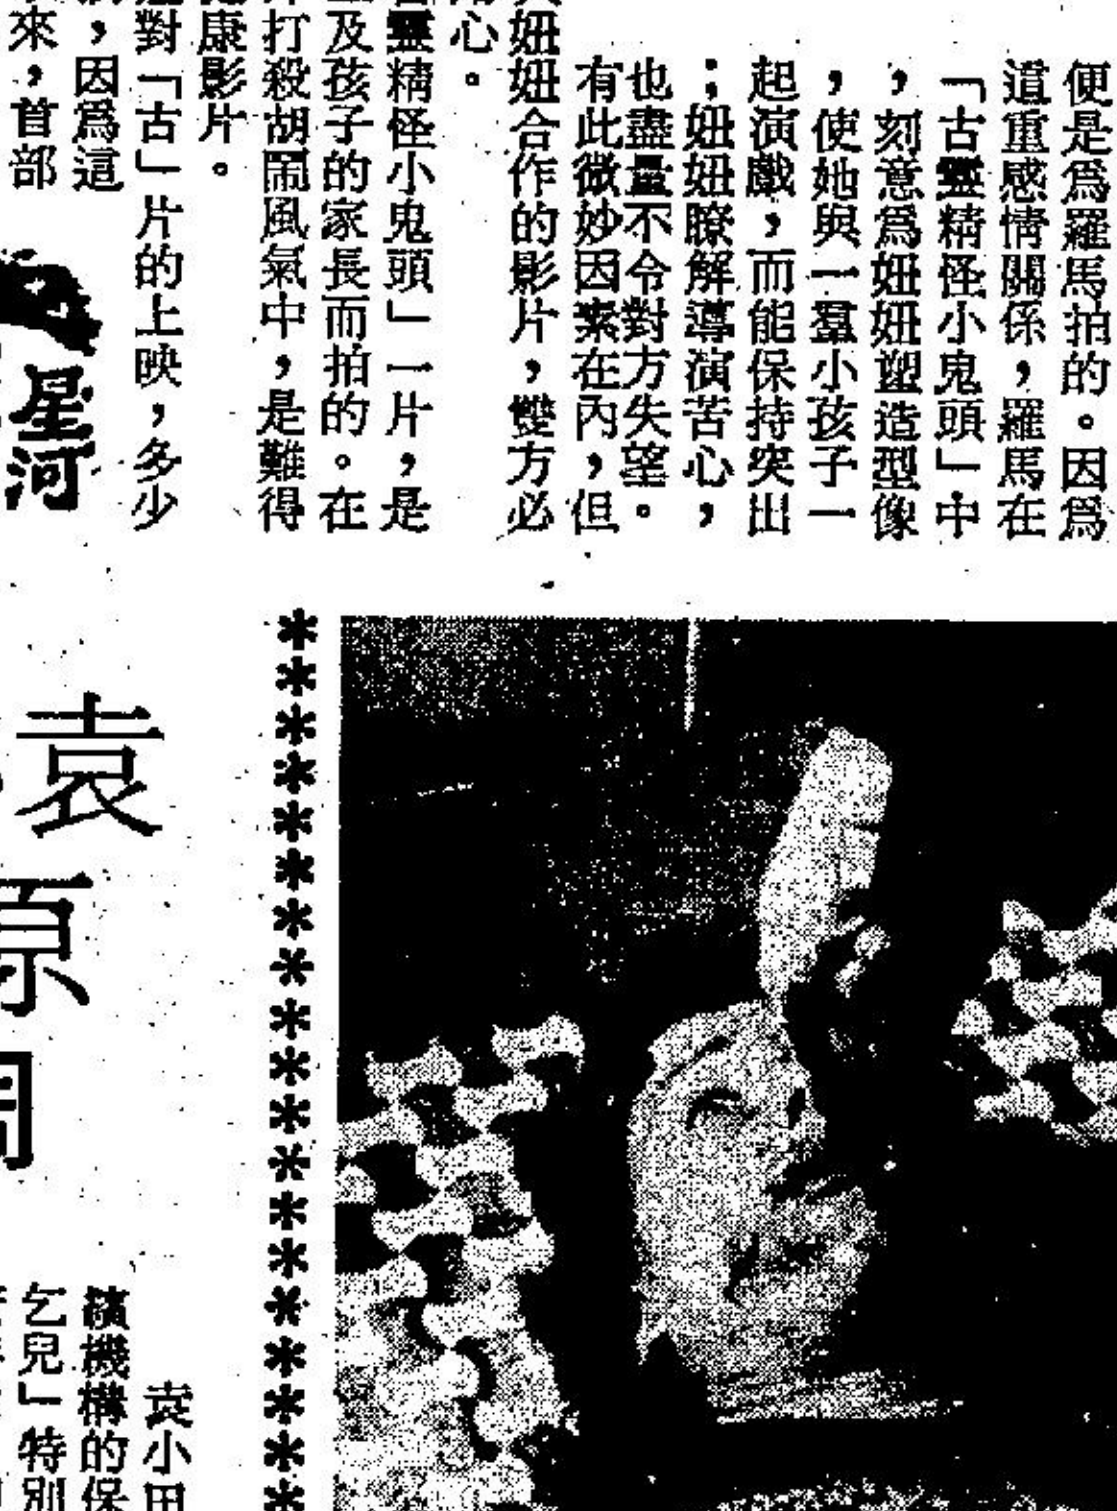 便是爲羅馬拍的。因爲
這重感情關係，羅馬在
「古靈精怪小鬼頭」中
，刻意爲妞妞塑造型像
，使她與一羣小孩子一
起演戲，而能保持突出
；妞妞瞭解導演苦心，
也盡量不令對方失望。
有此微妙因素在內，但
妞妞合作的影片，雙方必
心。
靈精怪小鬼頭」一片，是
及孩子的家長而拍的。在
打殺胡鬧風氣中，是難得
康影片。
對「古」片的上映，多少
，因爲這
來，首部
星河
袁
原
袁小田
機構的保
乞兒」特別